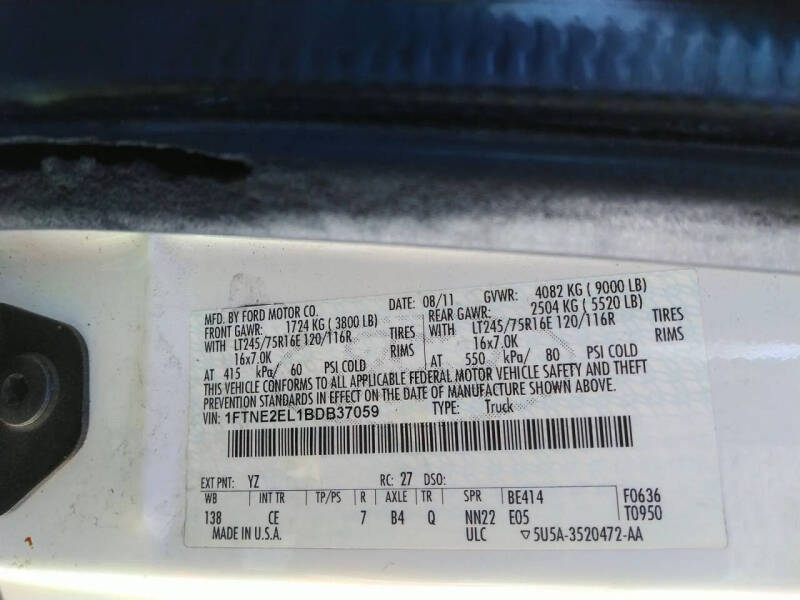 MFD. BY FORD MOTOR CO.
DATE: 08/11 GVWR: 4082 KG ( 9000 LB)
FRONT GAWR: 1724 KG ( 3800 LB) REAR GAWR: 2504 KG ( 5520 LB)
WITH LT245/75R16E 120/116R TIRES WITH LT245/75R16E 120/116R TIRES
16x7.0K RIMS 16x7.0K RIMS
AT 415 kPa/ 60 PSI COLD AT 550 kPa/ 80 PSI COLD
THIS VEHICLE CONFORMS TO ALL APPLICABLE FEDERAL MOTOR VEHICLE SAFETY AND THEFT
PREVENTION STANDARDS IN EFFECT ON THE DATE OF MANUFACTURE SHOWN ABOVE.
VIN: 1FTNE2EL1BDB37059 TYPE: Truck
EXT PNT: YZ RC: 27 DSO:
WB INT TR TP/PS R AXLE TR SPR BE414 F0636
138 CE 7 B4 Q NN22 E05 T0950
MADE IN U.S.A. ULC ▽5U5A-3520472-AA